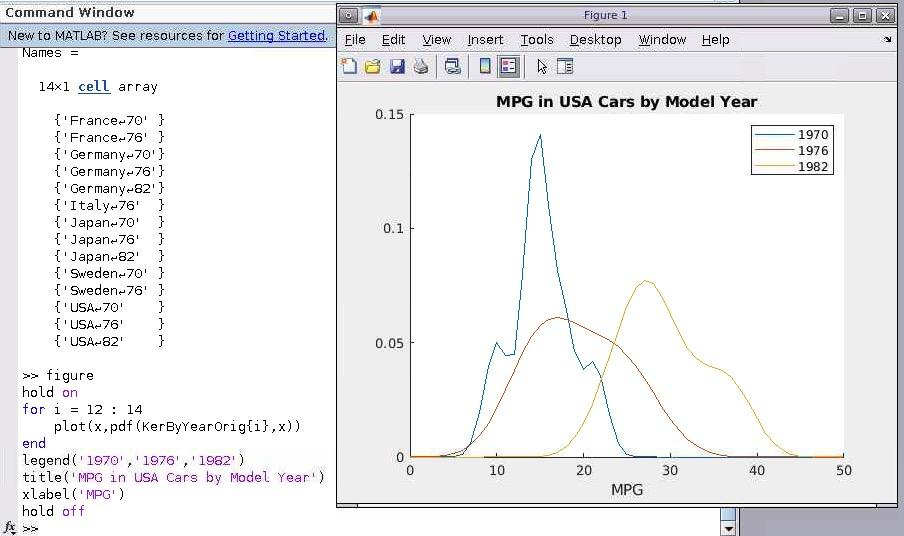 Command Window
New to MATLAB? See resources for Getting Started.
Names =
14×1 cell array
{'France↵70' }
{'France↵76' }
{'Germany↵70'}
{'Germany↵76'}
{'Germany↵82'}
{'Italy↵76'  }
{'Japan↵70'  }
{'Japan↵76'  }
{'Japan↵82'  }
{'Sweden↵70' }
{'Sweden↵76' }
{'USA↵70'    }
{'USA↵76'    }
{'USA↵82'    }
>> figure
hold on
for i = 12 : 14
    plot(x,pdf(KerByYearOrig{i},x))
end
legend('1970','1976','1982')
title('MPG in USA Cars by Model Year')
xlabel('MPG')
hold off
fx >>
Figure 1
File Edit View Insert Tools Desktop Window Help
MPG in USA Cars by Model Year
0.15
0.1
0.05
0
1970
1976
1982
0 10 20 30 40 50
MPG